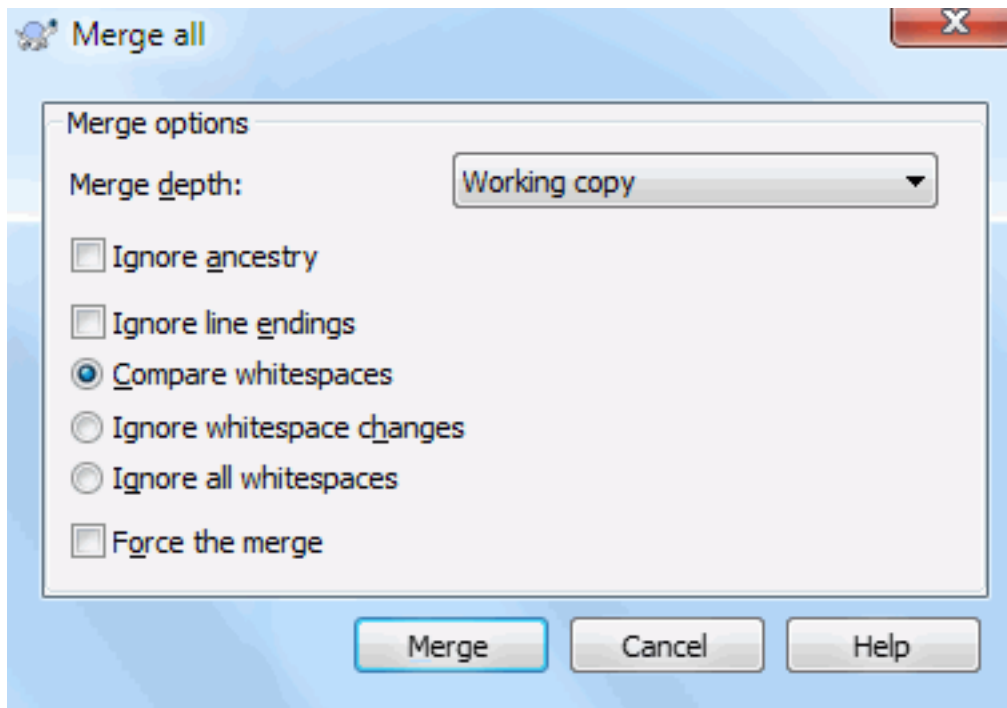 Merge all
Merge options
Merge depth: Working copy
Ignore ancestry
Ignore line endings
Compare whitespaces
Ignore whitespace changes
Ignore all whitespaces
Force the merge
Merge Cancel Help